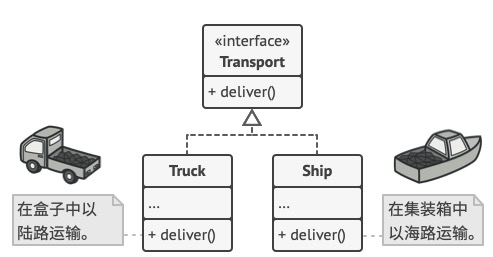 «interface»
Transport
+ deliver()
Truck
...
+ deliver()
Ship
...
+ deliver()
在盒子中以
陆路运输。
在集装箱中
以海路运输。